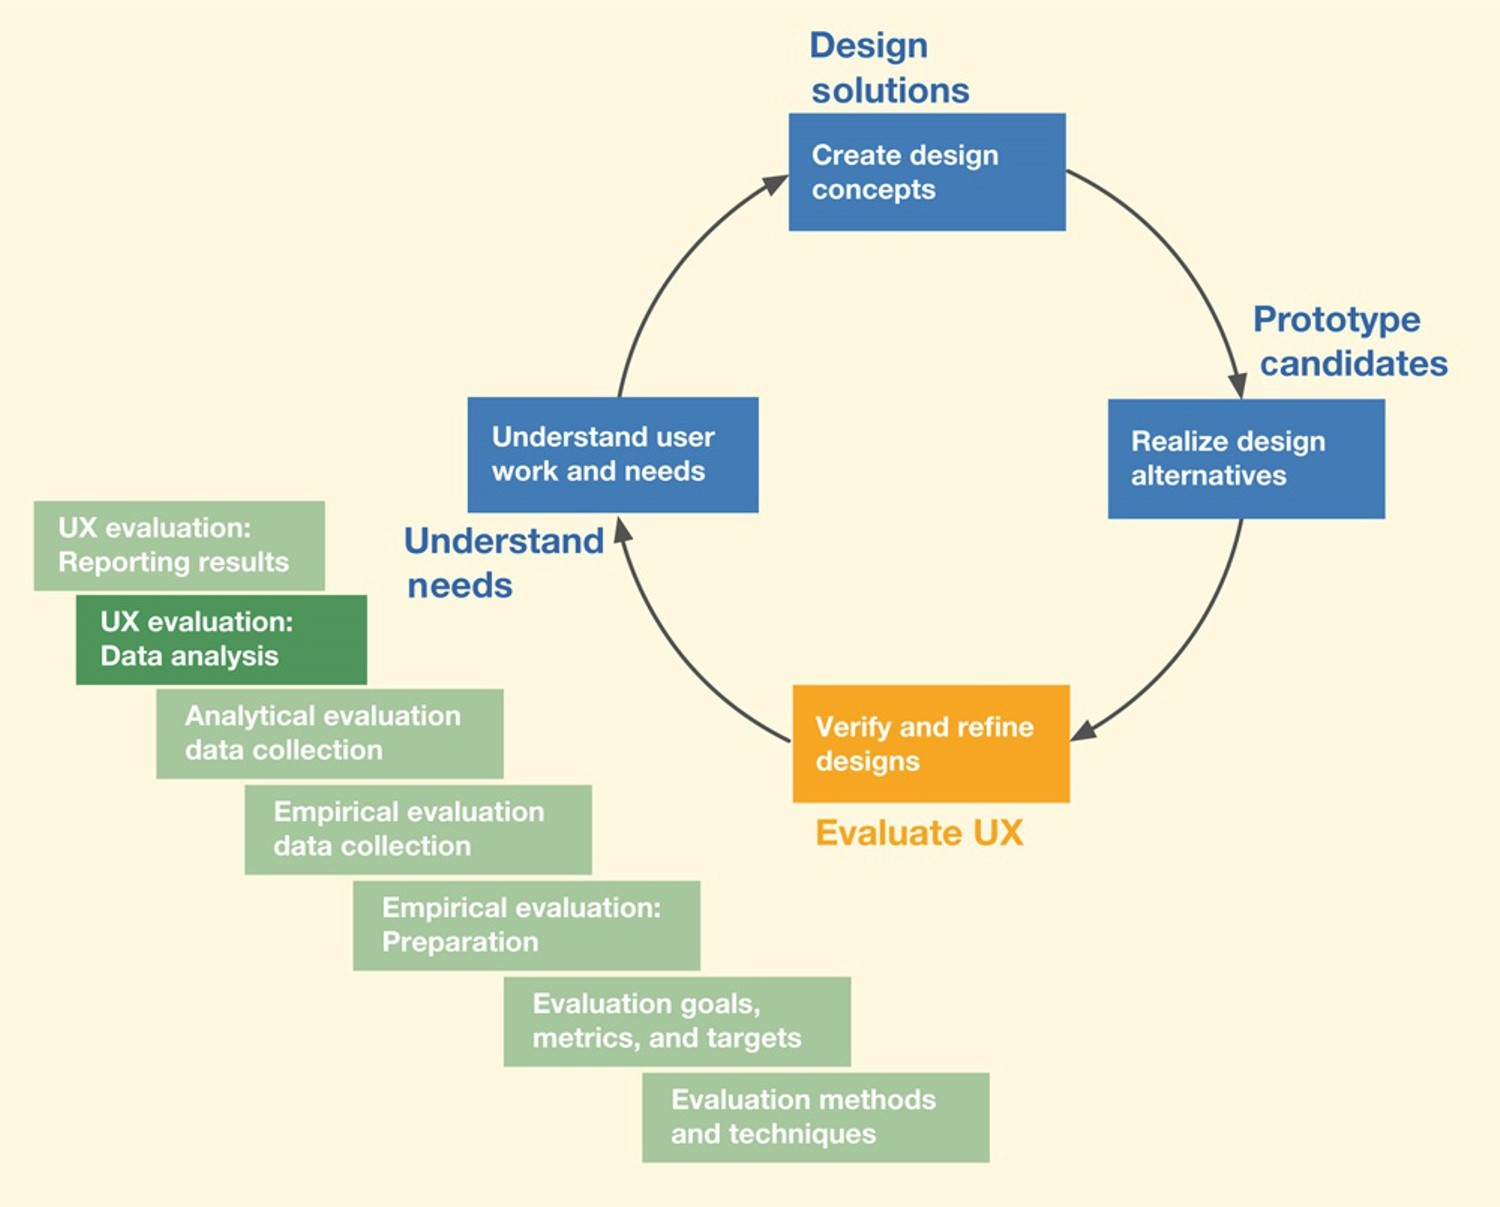 Design
solutions
Create design
concepts
Prototype
candidates
Realize design
alternatives
Understand user
work and needs
Understand
needs
Verify and refine
designs
Evaluate UX
UX evaluation:
Reporting results
UX evaluation:
Data analysis
Analytical evaluation
data collection
Empirical evaluation
data collection
Empirical evaluation:
Preparation
Evaluation goals,
metrics, and targets
Evaluation methods
and techniques